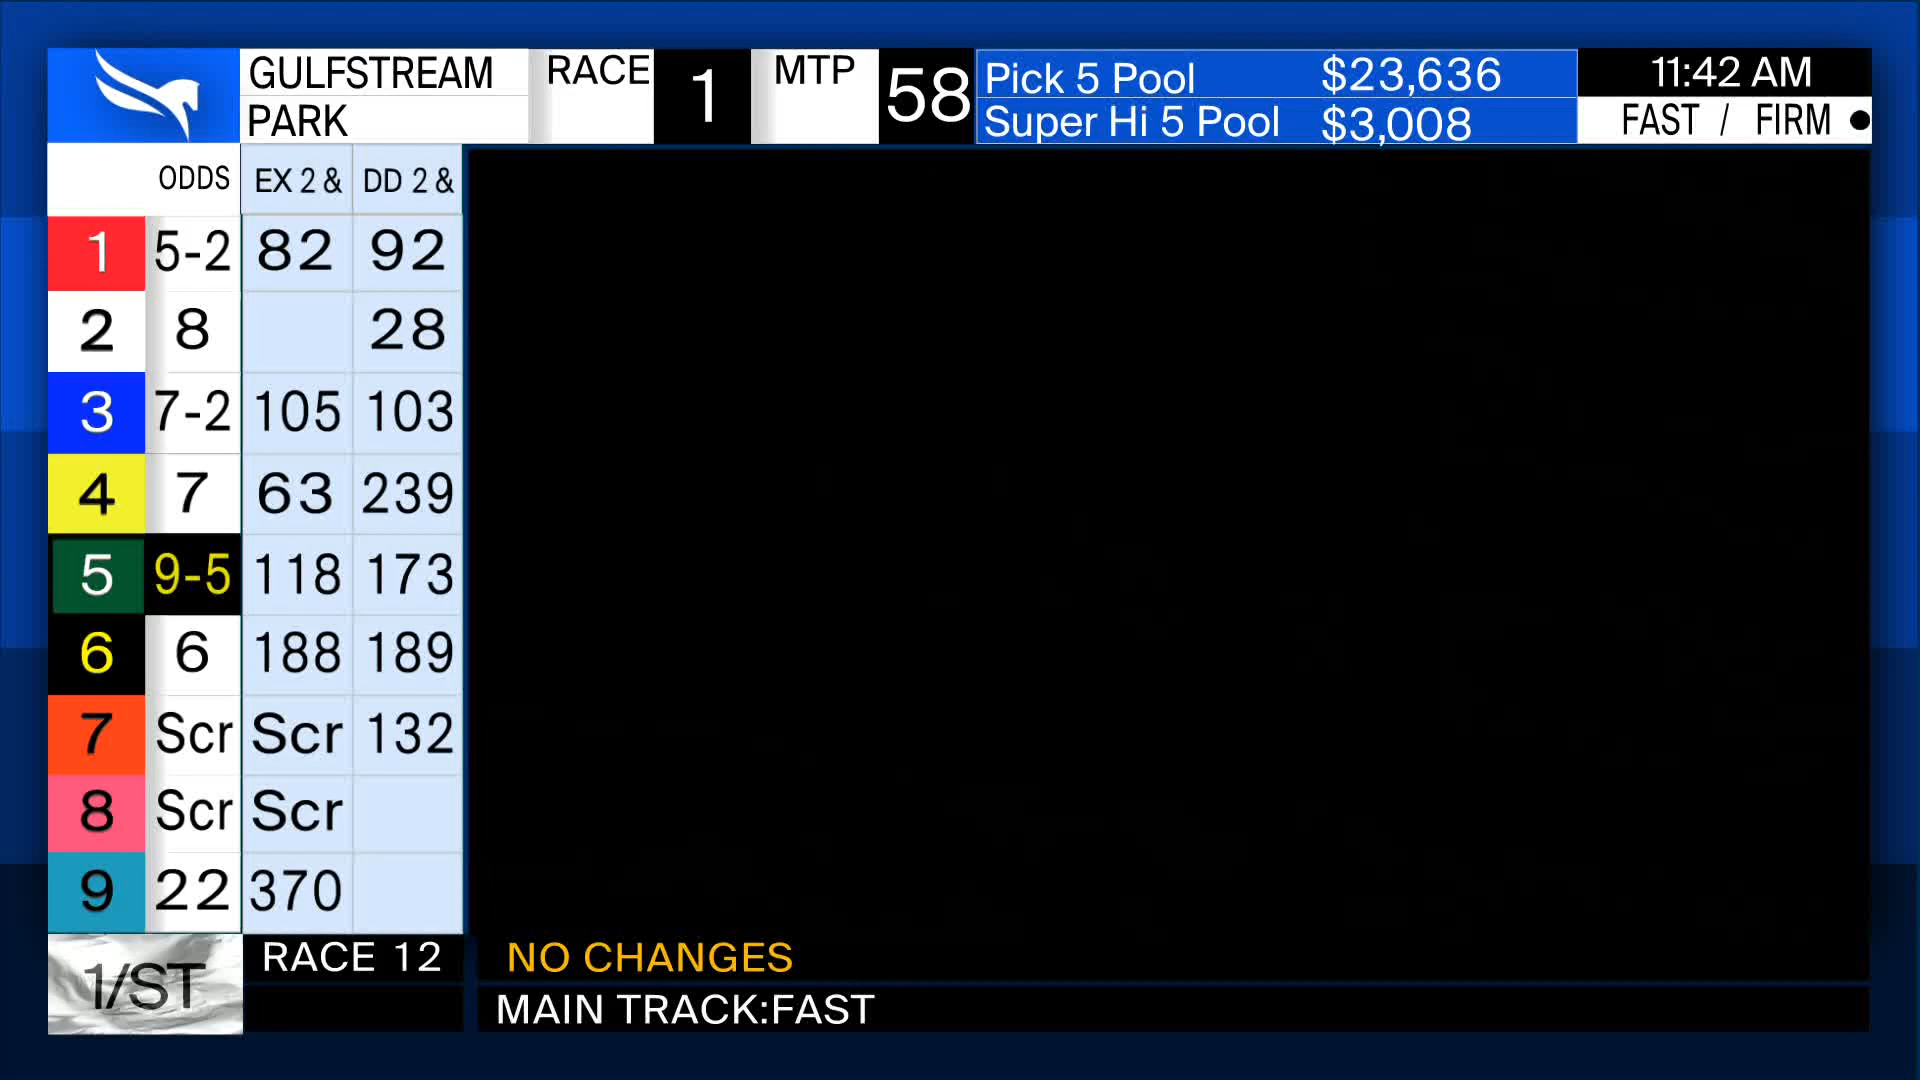 GULFSTREAM
PARK
RACE 1 MTP 58
Pick 5 Pool $23,636
Super Hi 5 Pool $3,008
11:42 AM
FAST / FIRM
ODDS EX 2 & DD 2 &
1 5-2 82 92
2 8 28
3 7-2 105 103
4 7 63 239
5 9-5 118 173
6 6 188 189
7 Scr Scr 132
8 Scr Scr
9 22 370
1/ST
RACE 12
NO CHANGES
MAIN TRACK:FAST